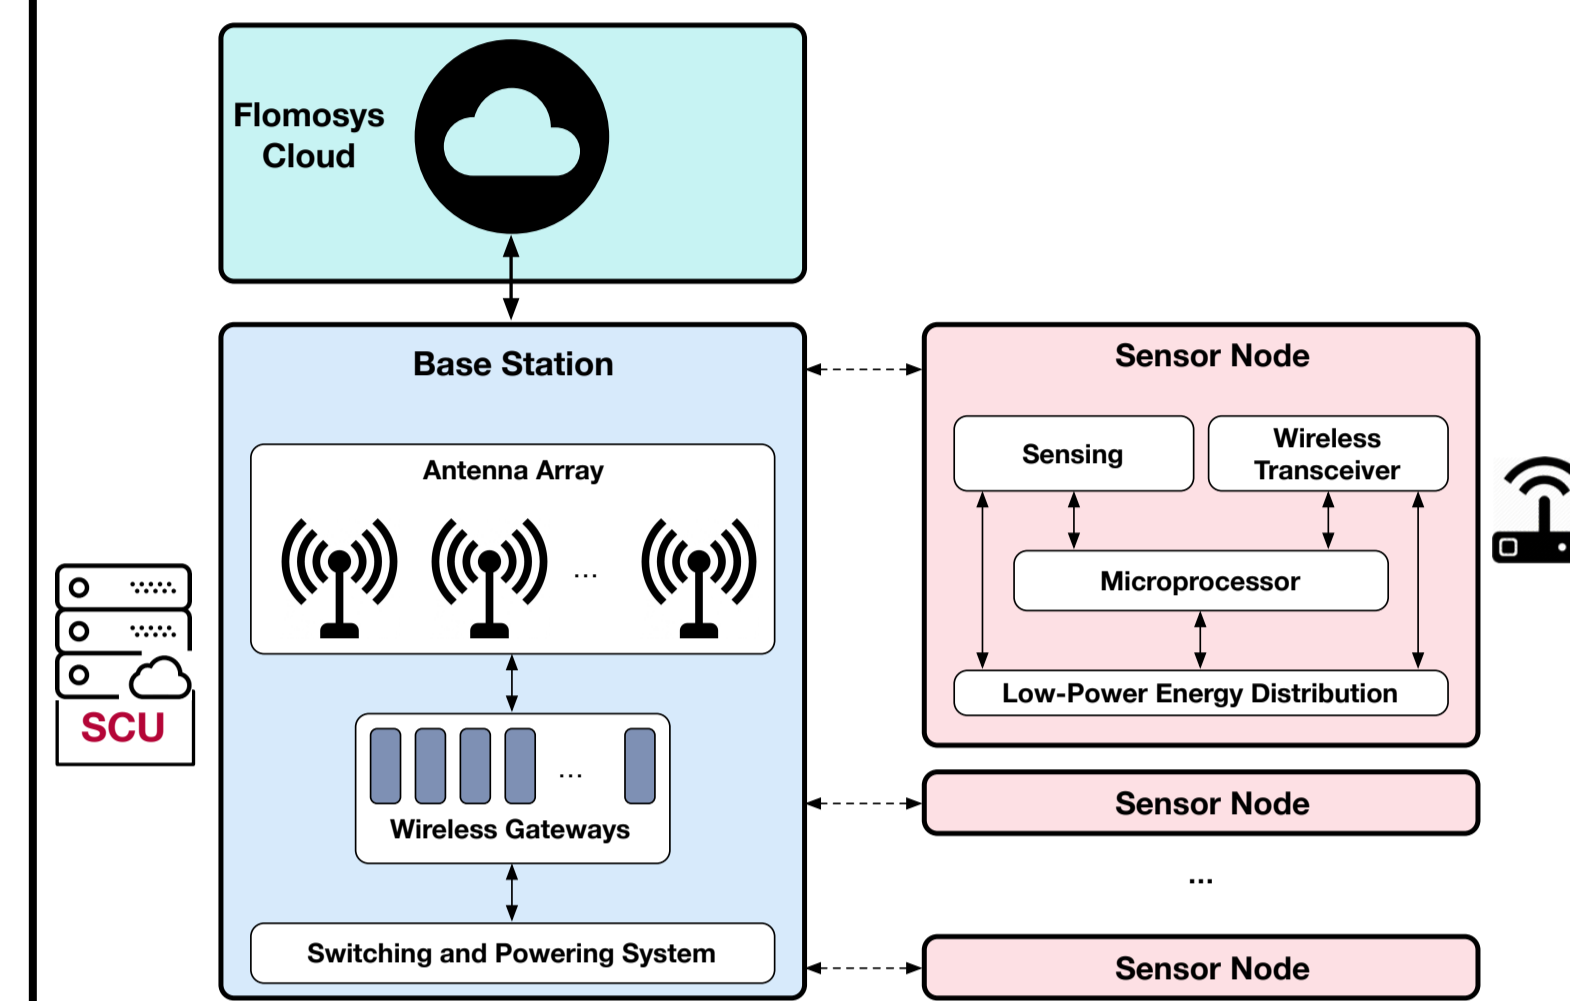 Flomosys
Cloud
Base Station
Antenna Array
...
SCU
...
Wireless Gateways
Switching and Powering System
Sensor Node
Sensing
Wireless
Transceiver
Microprocessor
Low-Power Energy Distribution
Sensor Node
...
Sensor Node